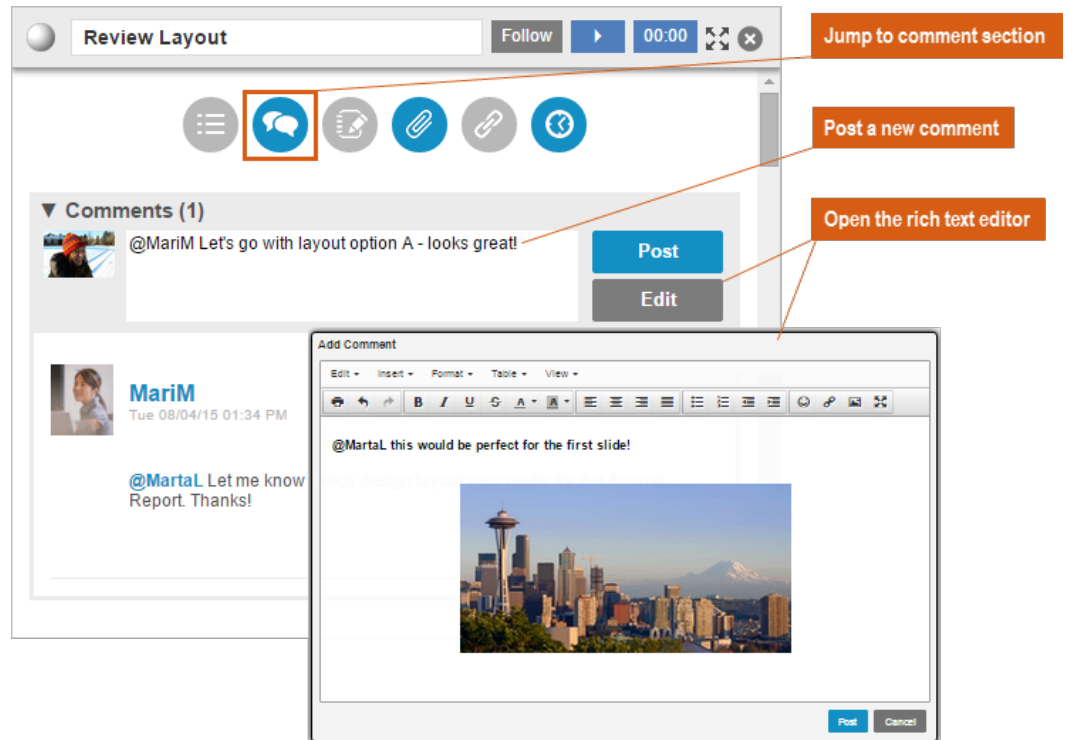 Review Layout
Follow
00:00
Jump to comment section
Post a new comment
Open the rich text editor
▼ Comments (1)
@MariM Let's go with layout option A - looks great!
Post
Edit
MariM
Tue 08/04/15 01:34 PM
@MartaL Let me know
Report. Thanks!
Add Comment
Edit Insert Format Table View
B I U S A A
@MartaL this would be perfect for the first slide!
Post Cancel